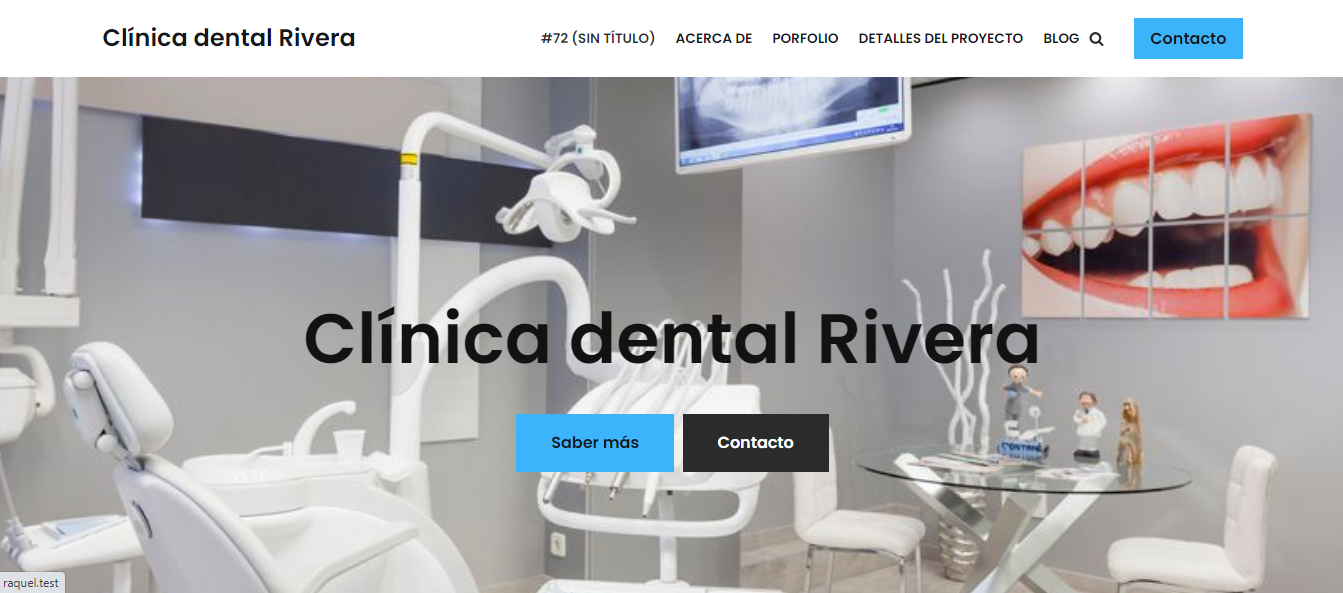 Clínica dental Rivera
#72 (SIN TÍTULO) ACERCA DE PORFOLIO DETALLES DEL PROYECTO BLOG Contacto
Clínica dental Rivera
Saber más Contacto
raquel.test